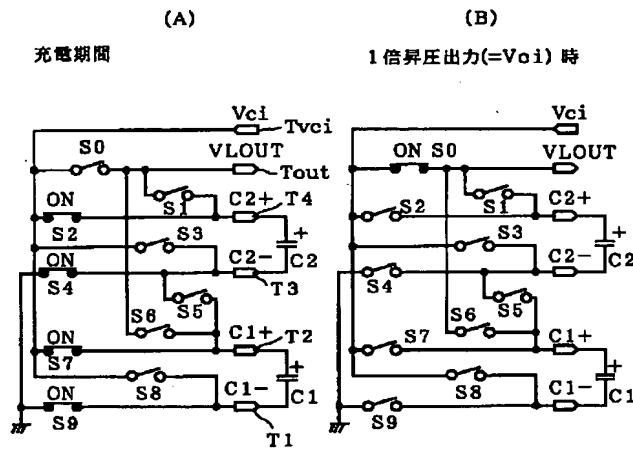 (A)
充電期間
Vci
Tvci
S0
VLOUT
Tout
ON
S1
C2+
T4
S2
S3
+
C2
ON
C2-
S4
T3
S5
S6
ON
C1+
T2
S7
+
C1
ON
S8
C1-
S9
T1
(B)
1倍昇圧出力(=Vci)時
Vci
ON
S0
VLOUT
S2
S1
C2+
S3
+
C2
C2-
S4
S5
S6
S7
C1+
+
C1
S8
C1-
S9